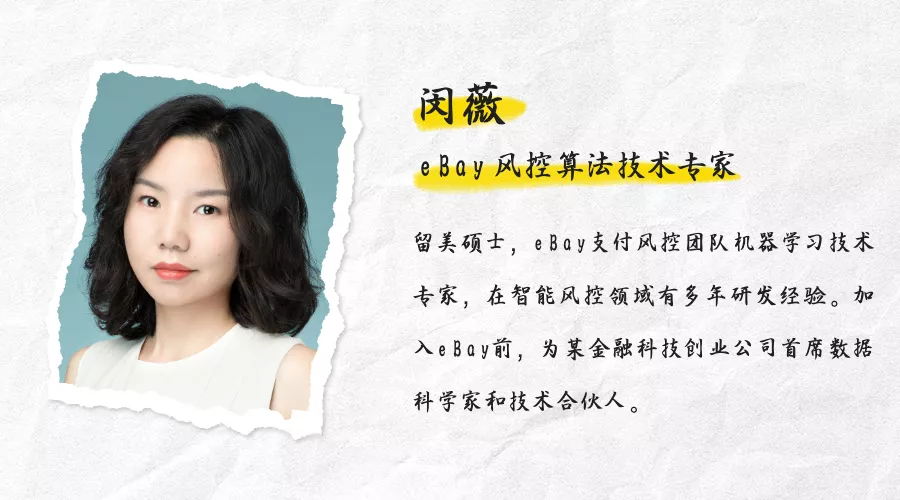 闵薇
eBay风控算法技术专家
留美硕士，eBay支付风控团队机器学习技术
专家，在智能风控领域有多年研发经验。加
入eBay前，为某金融科技创业公司首席数据
科学家和技术合伙人。